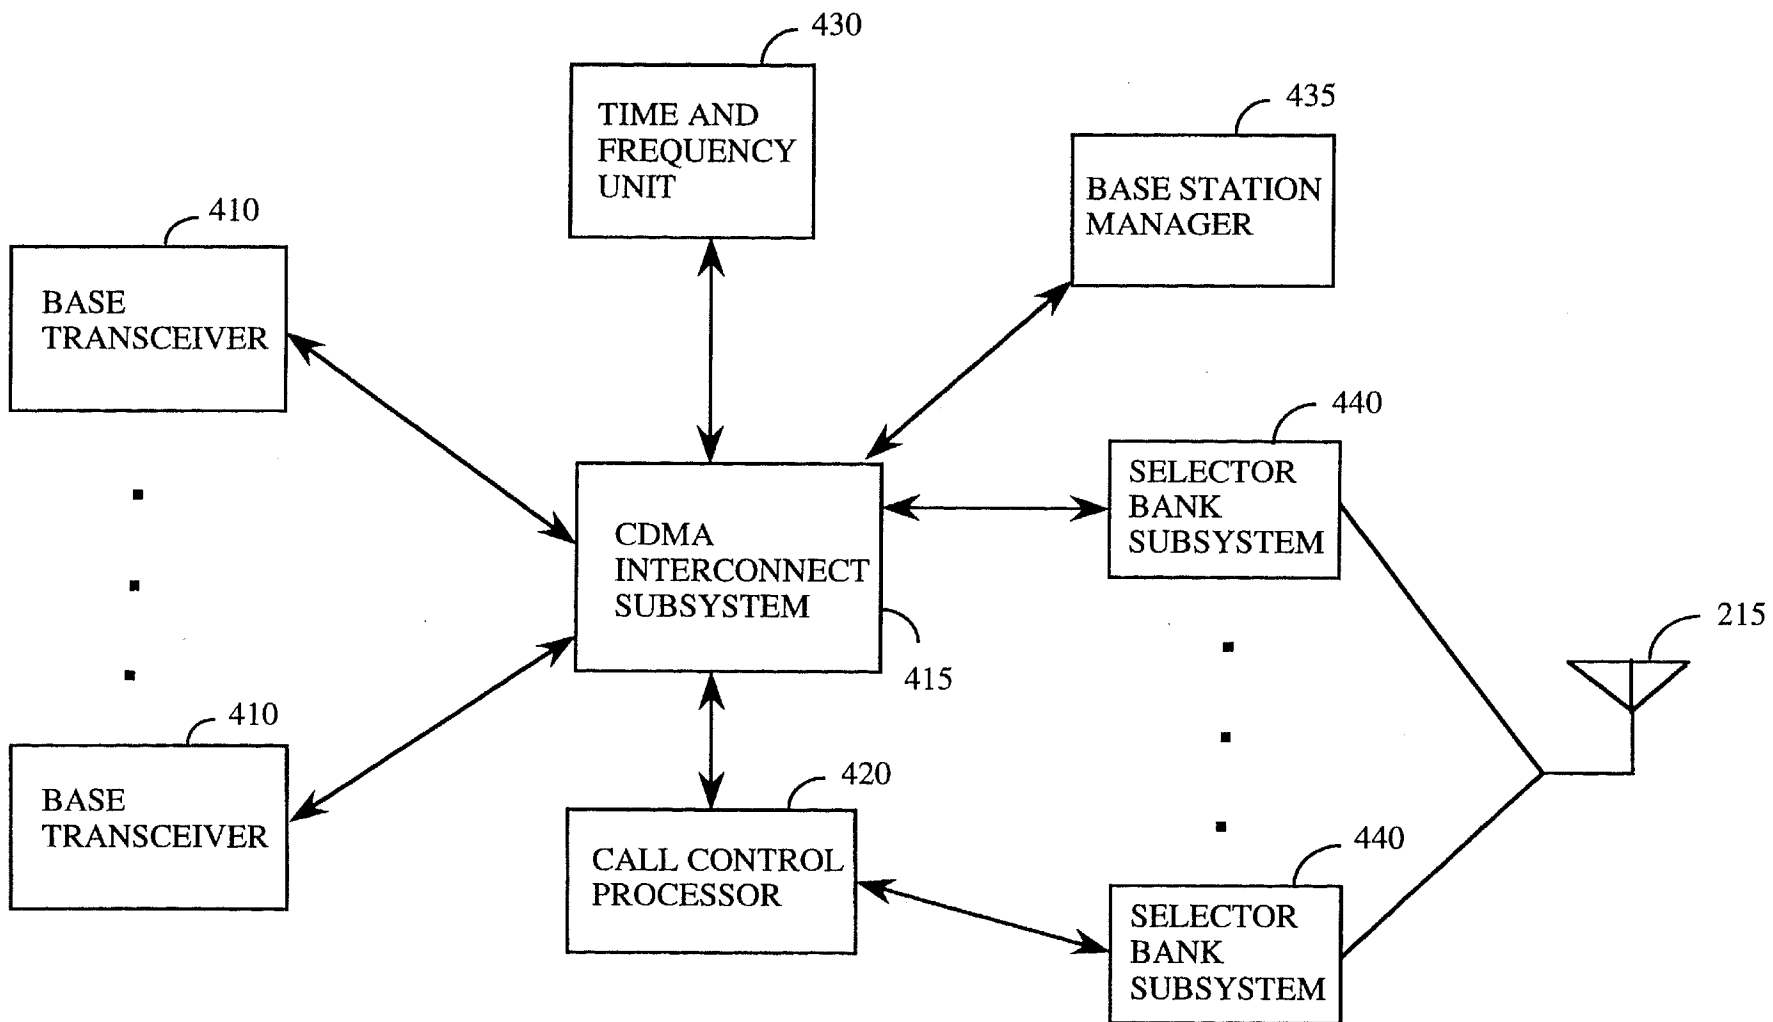 430
TIME AND
FREQUENCY
UNIT
435
BASE STATION
MANAGER
410
BASE
TRANSCEIVER
440
SELECTOR
BANK
SUBSYSTEM
CDMA
INTERCONNECT
SUBSYSTEM
415
215
410
BASE
TRANSCEIVER
420
CALL CONTROL
PROCESSOR
440
SELECTOR
BANK
SUBSYSTEM